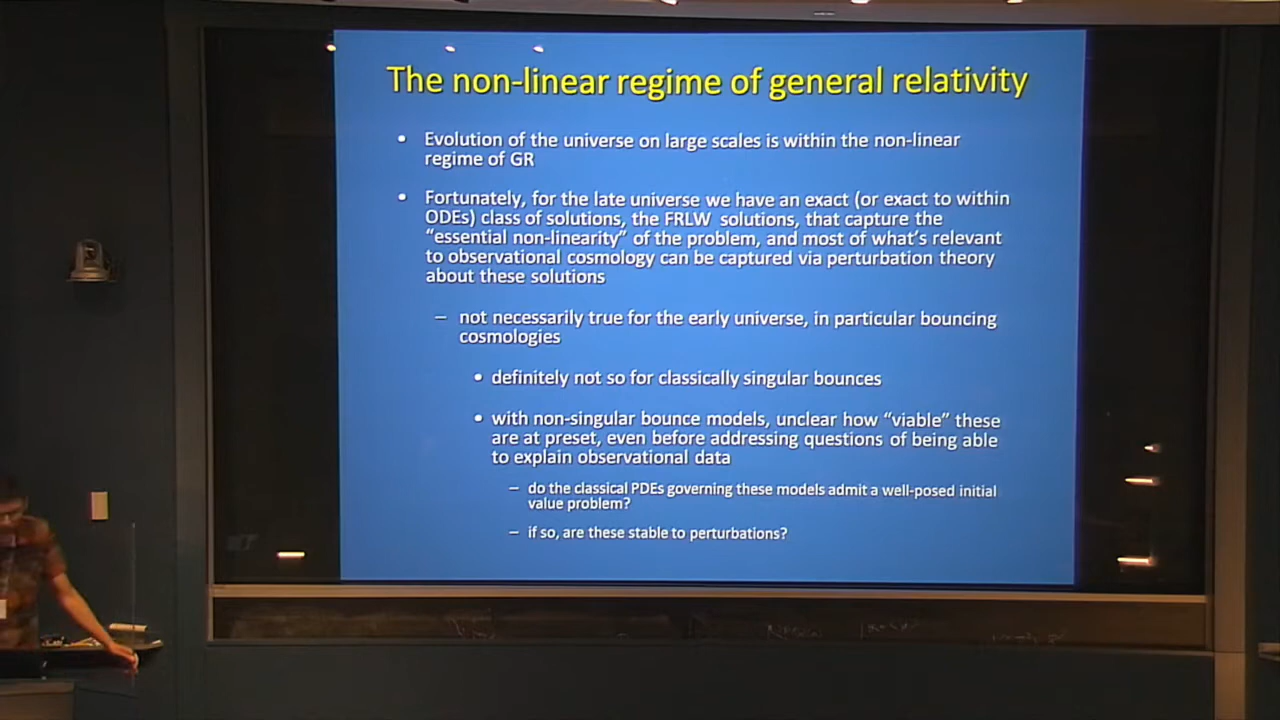 The non-linear regime of general relativity
• Evolution of the universe on large scales is within the non-linear
regime of GR
• Fortunately, for the late universe we have an exact (or exact to within
ODEs) class of solutions, the FRLW solutions, that capture the
“essential non-linearity” of the problem, and most of what’s relevant
to observational cosmology can be captured via perturbation theory
about these solutions
– not necessarily true for the early universe, in particular bouncing
cosmologies
• definitely not so for classically singular bounces
• with non-singular bounce models, unclear how “viable” these
are at preset, even before addressing questions of being able
to explain observational data
– do the classical PDEs governing these models admit a well-posed initial
value problem?
– if so, are these stable to perturbations?